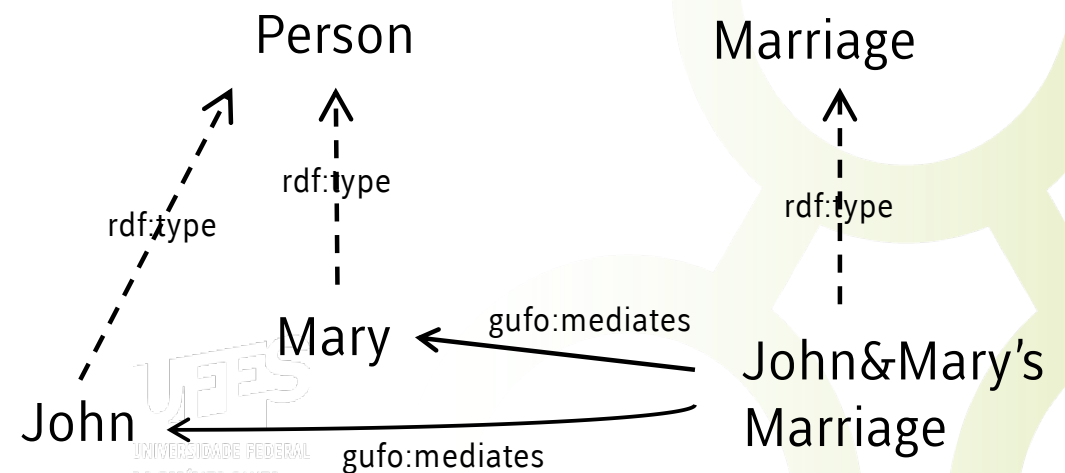 Person
Marriage
rdf:type
rdf:type
rdf:type
Mary
gufo:mediates
John&Mary's
Marriage
John
gufo:mediates
UFES
UNIVERSIDADE FEDERAL